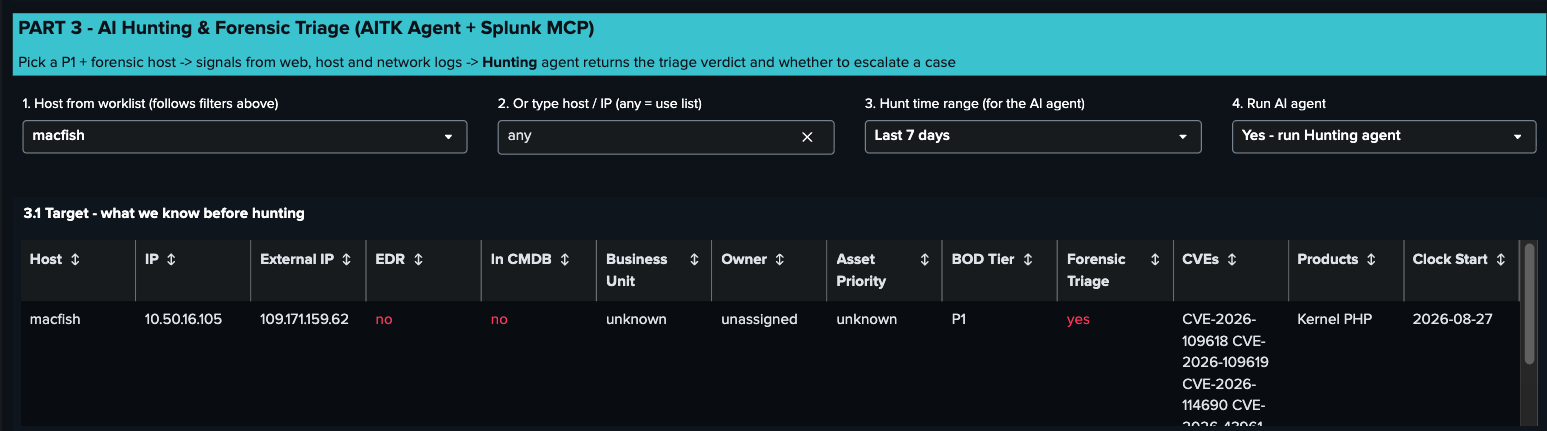 PART 3 - AI Hunting & Forensic Triage (AITK Agent + Splunk MCP)
Pick a P1 + forensic host -> signals from web, host and network logs -> Hunting agent returns the triage verdict and whether to escalate a case
1. Host from worklist (follows filters above)
macfish
2. Or type host / IP (any = use list)
any
3. Hunt time range (for the AI agent)
Last 7 days
4. Run AI agent
Yes - run Hunting agent
3.1 Target - what we know before hunting
Host IP External IP EDR In CMDB Business Unit Owner Asset Priority BOD Tier Forensic Triage CVEs Products Clock Start
macfish 10.50.16.105 109.171.159.62 no no unknown unassigned unknown P1 yes CVE-2026- Kernel PHP 2026-08-27
109618 CVE-
2026-109619
CVE-2026-
114690 CVE-